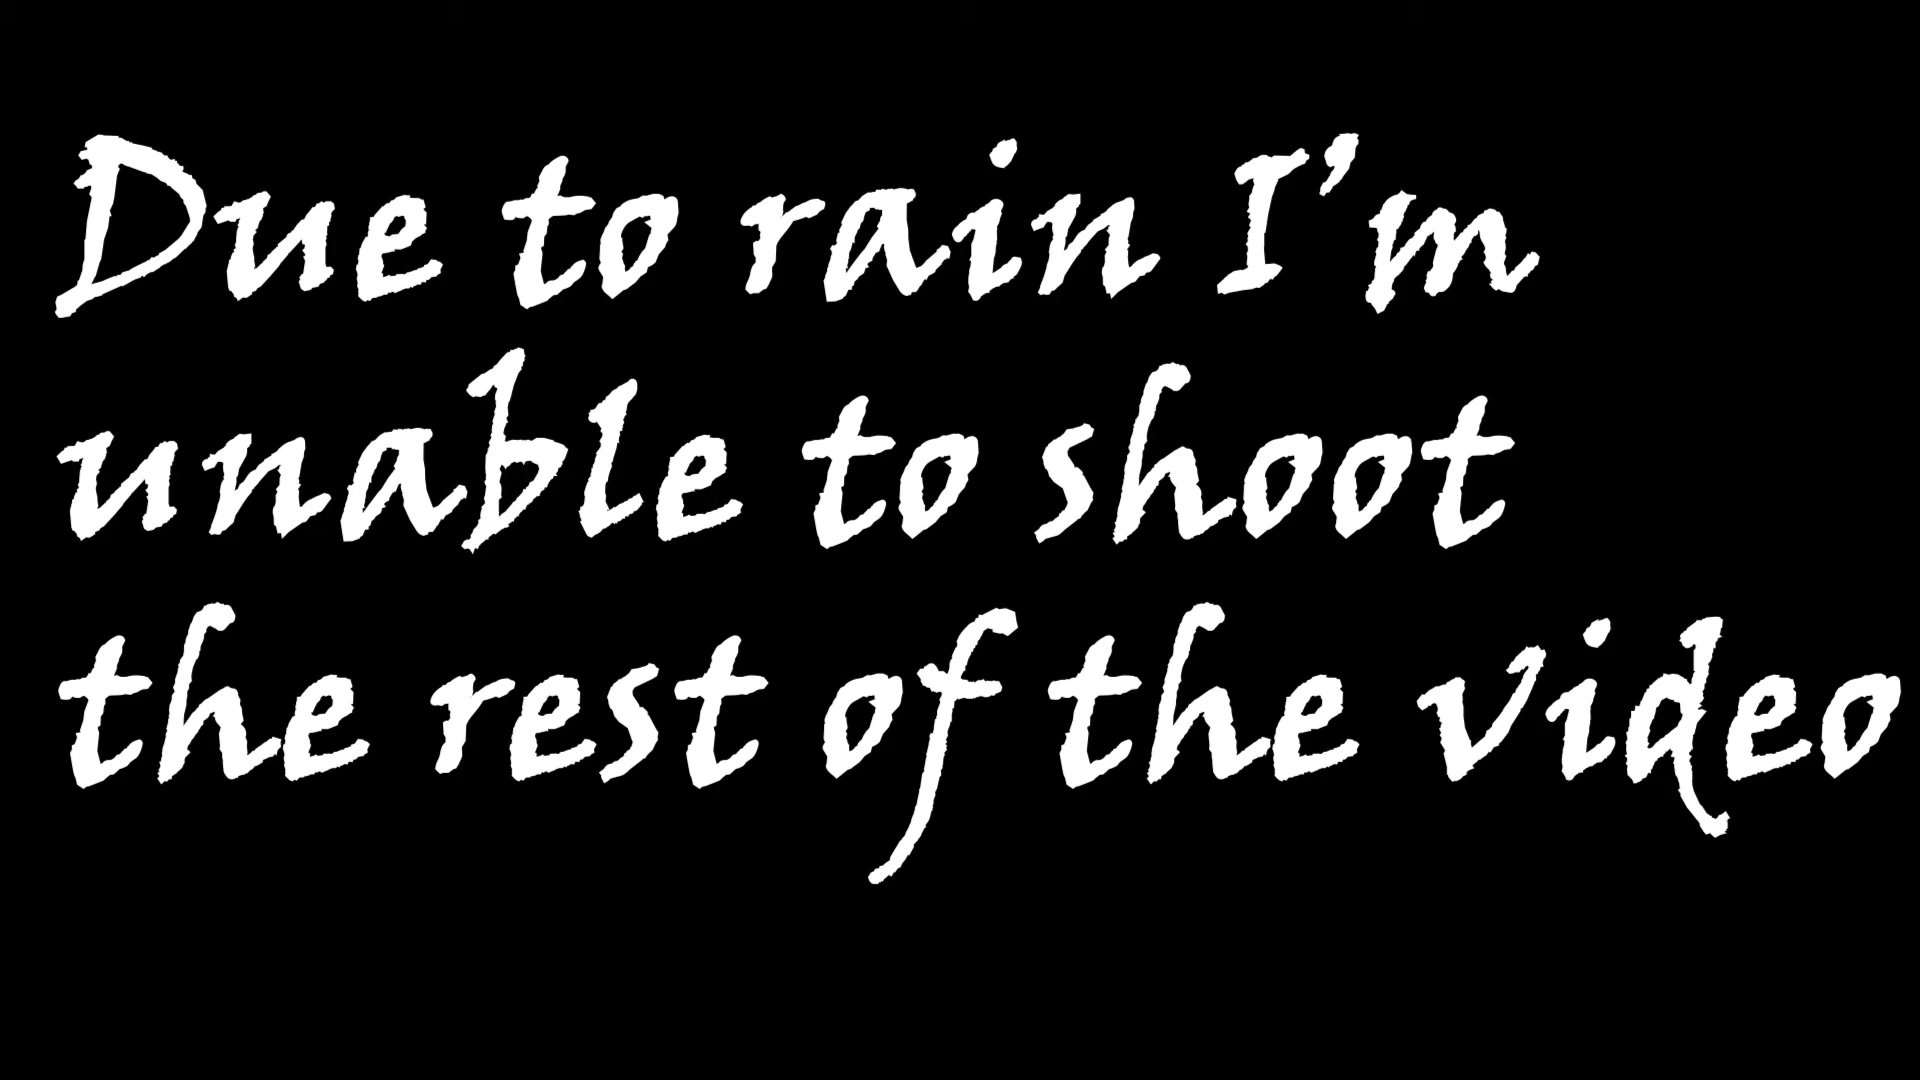 Due to rain I’m
unable to shoot
the rest of the video